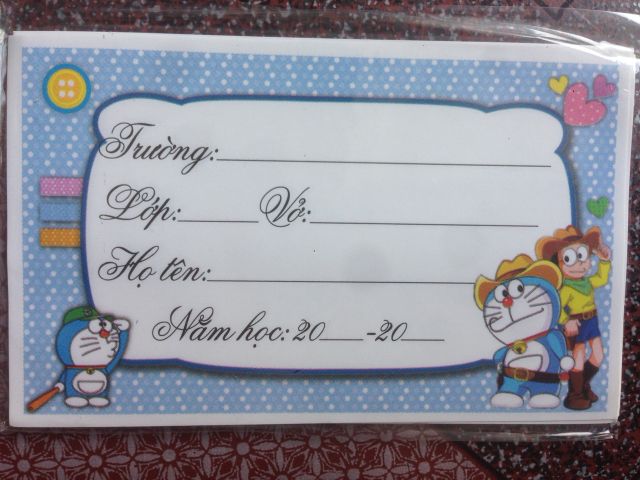 Trường:
Lớp: Vở:
Họ tên:
Năm học: 20 -20